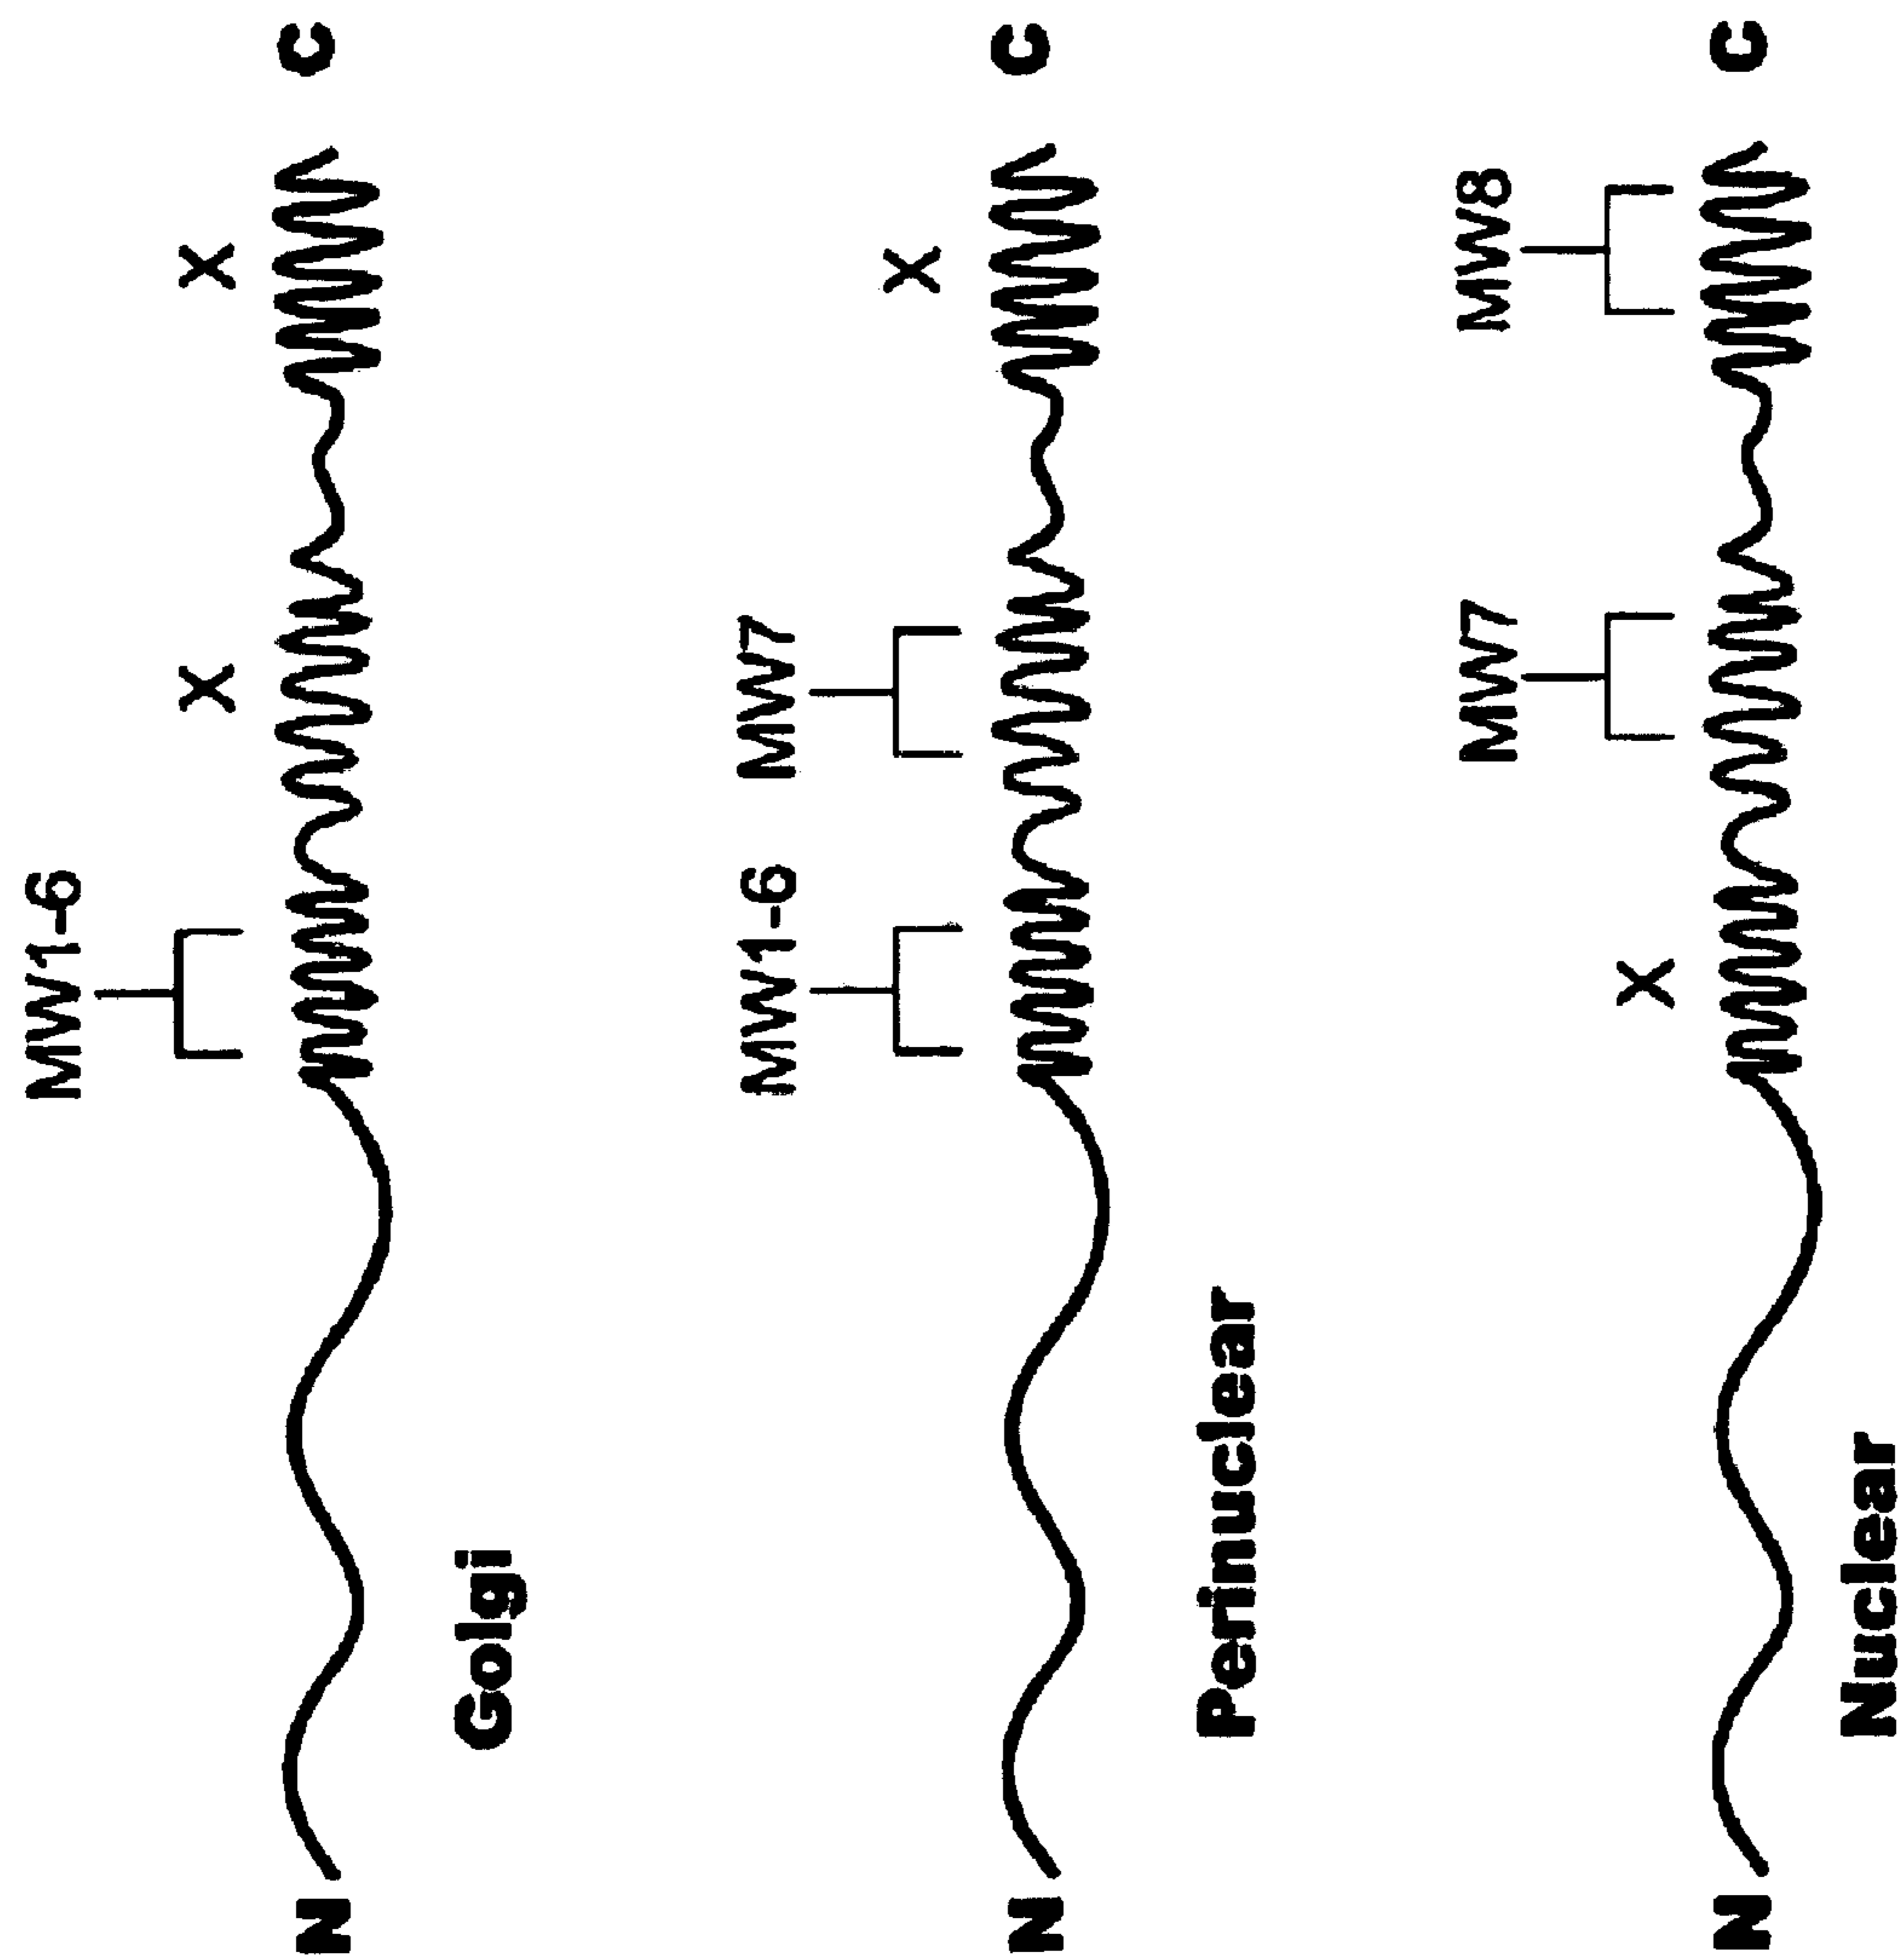 MW1-6
X X
N C
Golgi
MW1-6 MW7
X
N C
Perinuclear
MW7 MW8
X
N C
Nuclear